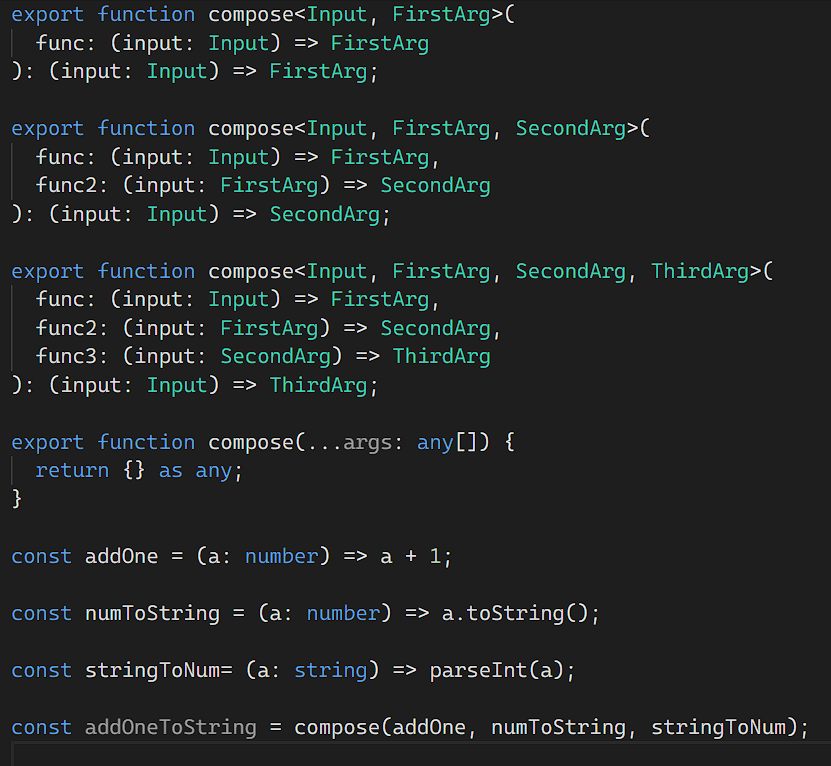 export function compose<Input, FirstArg>(
  func: (input: Input) => FirstArg
): (input: Input) => FirstArg;

export function compose<Input, FirstArg, SecondArg>(
  func: (input: Input) => FirstArg,
  func2: (input: FirstArg) => SecondArg
): (input: Input) => SecondArg;

export function compose<Input, FirstArg, SecondArg, ThirdArg>(
  func: (input: Input) => FirstArg,
  func2: (input: FirstArg) => SecondArg,
  func3: (input: SecondArg) => ThirdArg
): (input: Input) => ThirdArg;

export function compose(...args: any[]) {
  return {} as any;
}

const addOne = (a: number) => a + 1;

const numToString = (a: number) => a.toString();

const stringToNum= (a: string) => parseInt(a);

const addOneToString = compose(addOne, numToString, stringToNum);